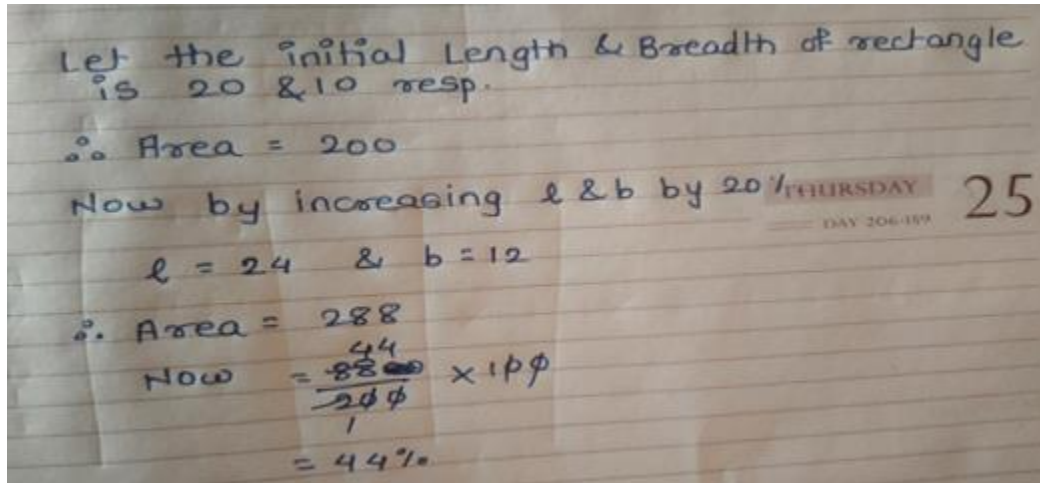 Let the initial Length & Breadth of rectangle
is 20 & 10 resp.
∴ Area = 200
Now by increasing l & b by 20% THURSDAY 25
DAY 206-159
l = 24 & b = 12
∴ Area = 288
44
Now = 88 × 100
200
1
= 44%